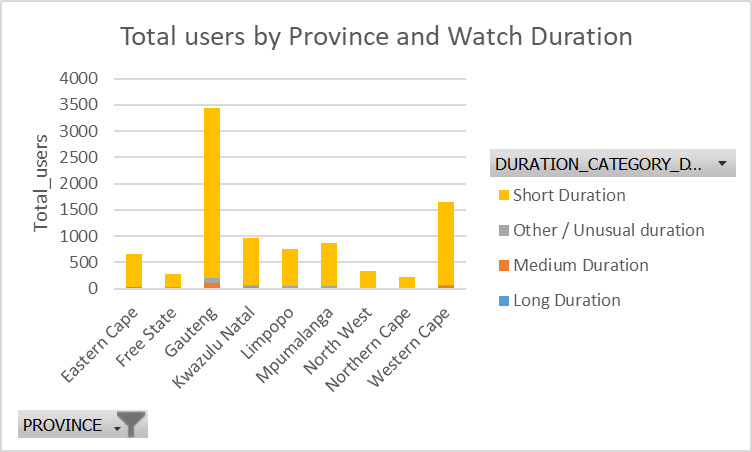 Total users by Province and Watch Duration
4000
3500
3000
2500
2000
1500
1000
500
0
Total_users
Eastern Cape
Free State
Gauteng
Kwazulu Natal
Limpopo
Mpumalanga
North West
Northern Cape
Western Cape
DURATION_CATEGORY_D...
Short Duration
Other / Unusual duration
Medium Duration
Long Duration
PROVINCE